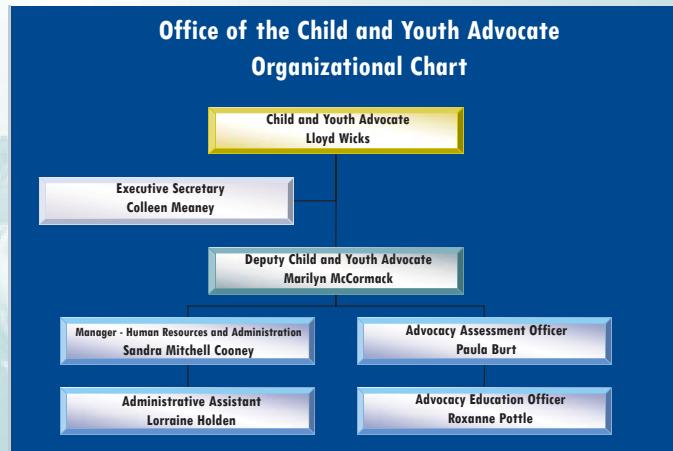 Office of the Child and Youth Advocate
Organizational Chart
Child and Youth Advocate
Lloyd Wicks
Executive Secretary
Colleen Meaney
Deputy Child and Youth Advocate
Marilyn McCormack
Manager - Human Resources and Administration
Sandra Mitchell Cooney
Advocacy Assessment Officer
Paula Burt
Administrative Assistant
Lorraine Holden
Advocacy Education Officer
Roxanne Pottle